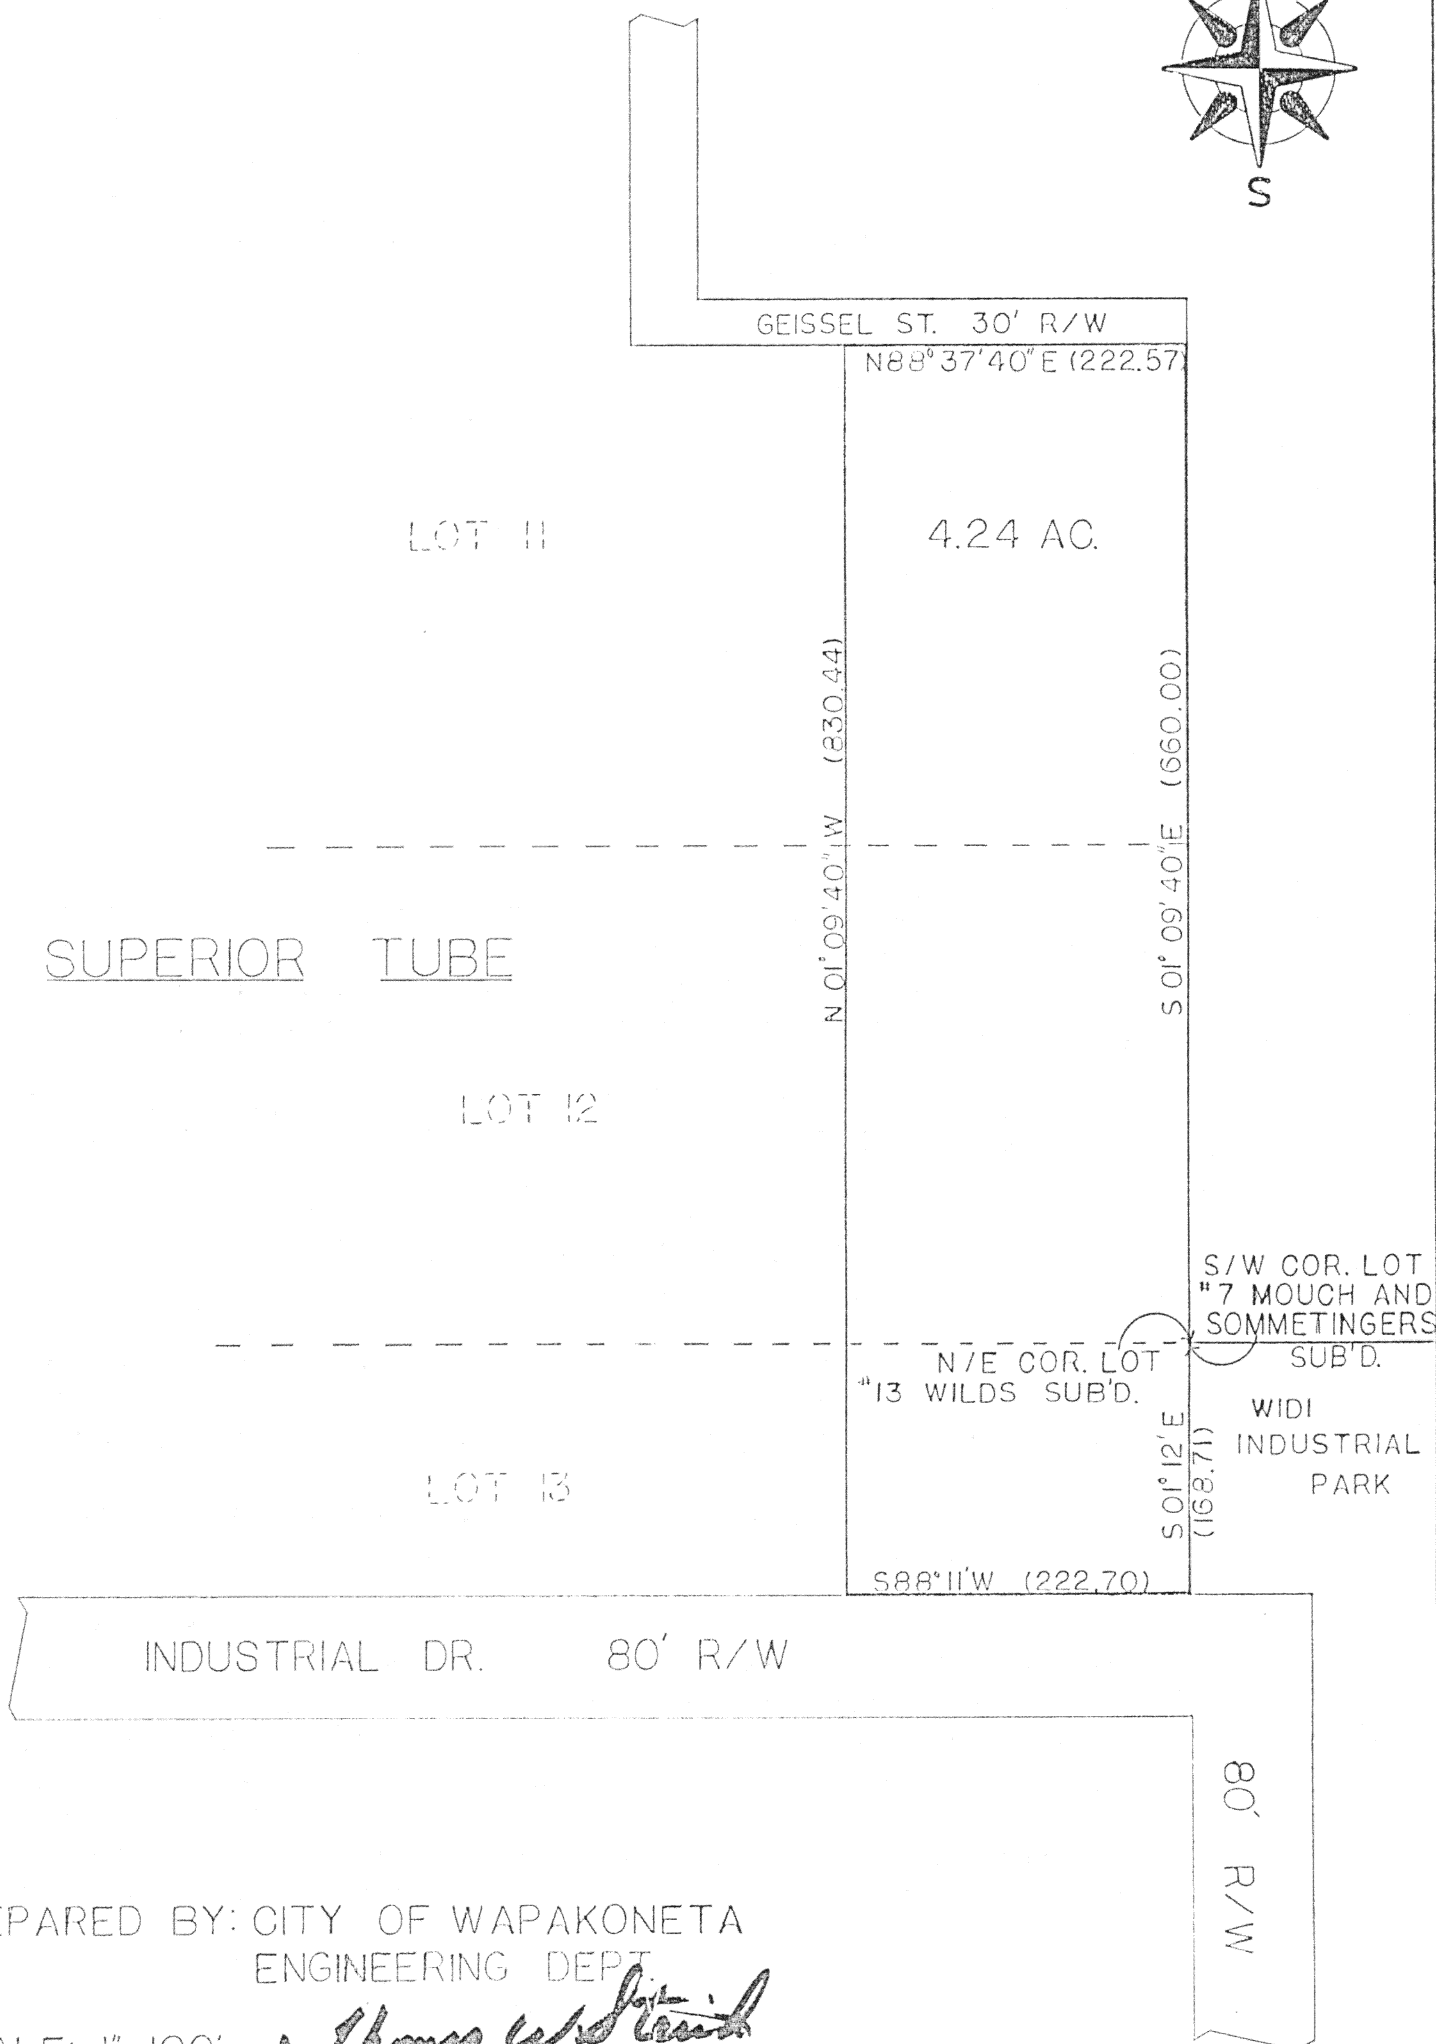 S
GEISSEL ST. 30' R/W
N88°37'40"E (222.57)
LOT 11
4.24 AC.
N 01°09'40"W (830.44)
S 01°09'40"E (660.00)
SUPERIOR TUBE
LOT 12
S/W COR. LOT
#7 MOUCH AND
SOMMETINGERS
SUB'D.
N/E COR. LOT
#13 WILDS SUB'D.
WIDI
INDUSTRIAL
PARK
S 01°12'E
(168.71)
LOT 13
S88°11'W (222.70)
INDUSTRIAL DR. 80' R/W
80' R/W
EPARED BY: CITY OF WAPAKONETA
ENGINEERING DEPT.
Thomas